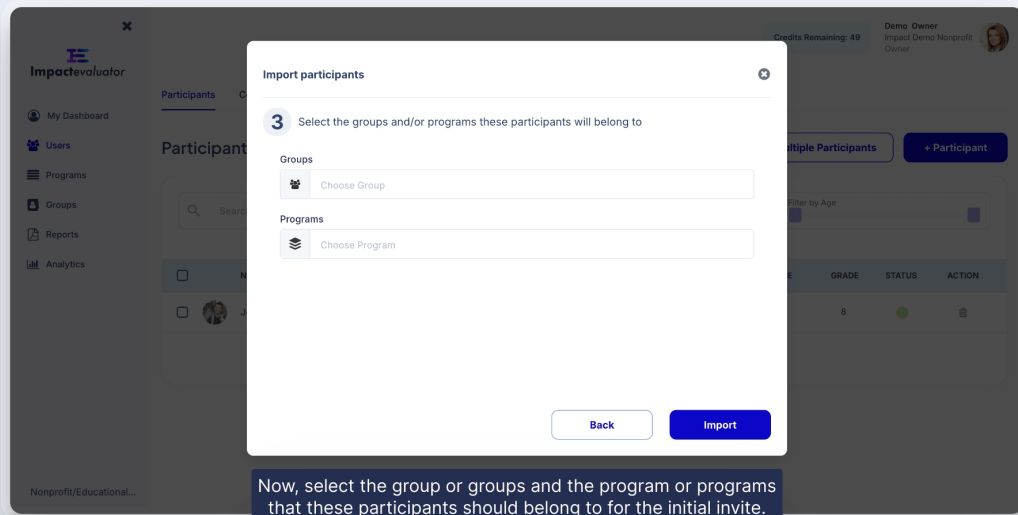 Credits Remaining: 49
Demo Owner
Impact Demo Nonprofit
Owner
Impactevaluator
My Dashboard
Users
Programs
Groups
Reports
Analytics
Nonprofit/Educational...
Participants
Participant
Multiple Participants
+ Participant
Filter by Age
GRADE
STATUS
ACTION
8
Import participants
3 Select the groups and/or programs these participants will belong to
Groups
Choose Group
Programs
Choose Program
Back
Import
Now, select the group or groups and the program or programs
that these participants should belong to for the initial invite.